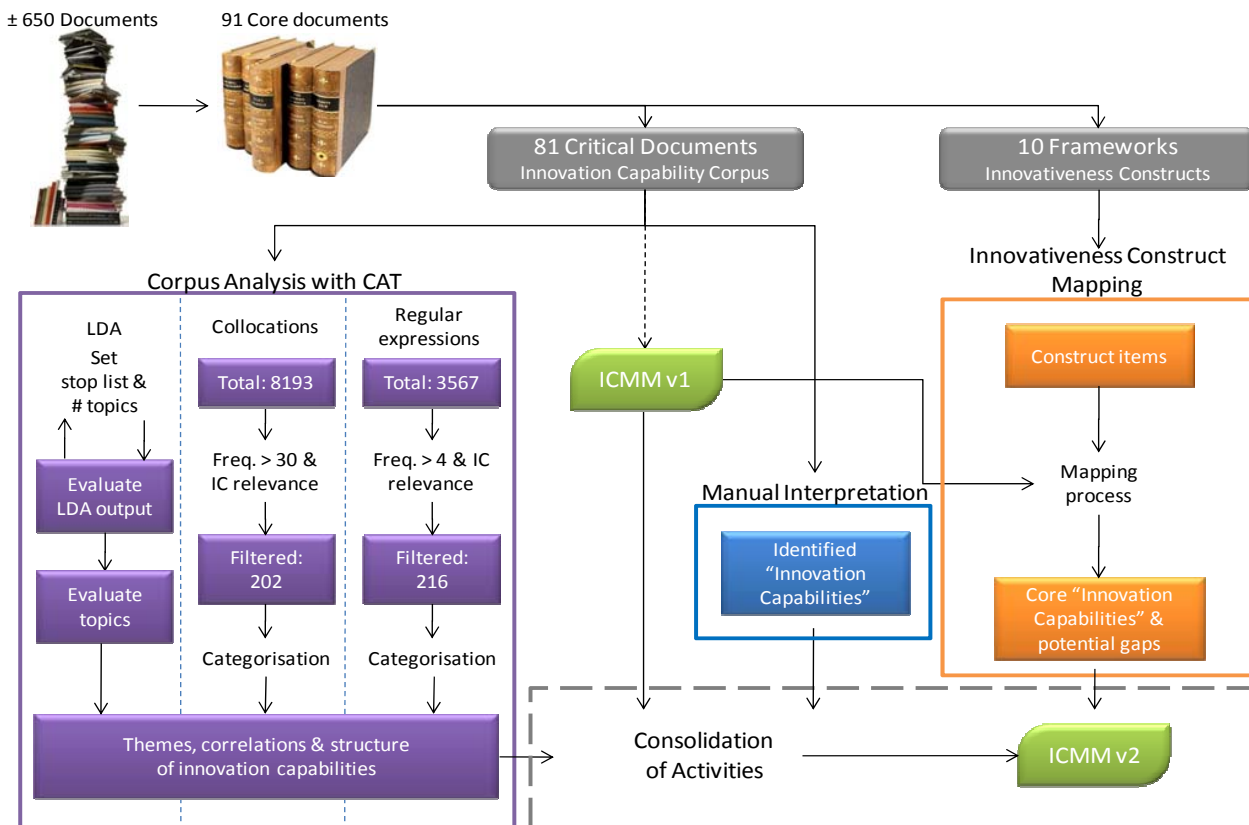 ± 650 Documents
91 Core documents
81 Critical Documents
Innovation Capability Corpus
10 Frameworks
Innovativeness Constructs
Corpus Analysis with CAT
LDA
Set
stop list &
# topics
Evaluate
LDA output
Evaluate
topics
Collocations
Total: 8193
Freq. > 30 &
IC relevance
Filtered:
202
Categorisation
Regular
expressions
Total: 3567
Freq. > 4 & IC
relevance
Filtered:
216
Categorisation
Themes, correlations & structure
of innovation capabilities
ICMM v1
Manual Interpretation
Identified
“Innovation
Capabilities”
Innovativeness Construct
Mapping
Construct items
Mapping
process
Core “Innovation
Capabilities” &
potential gaps
Consolidation
of Activities
ICMM v2